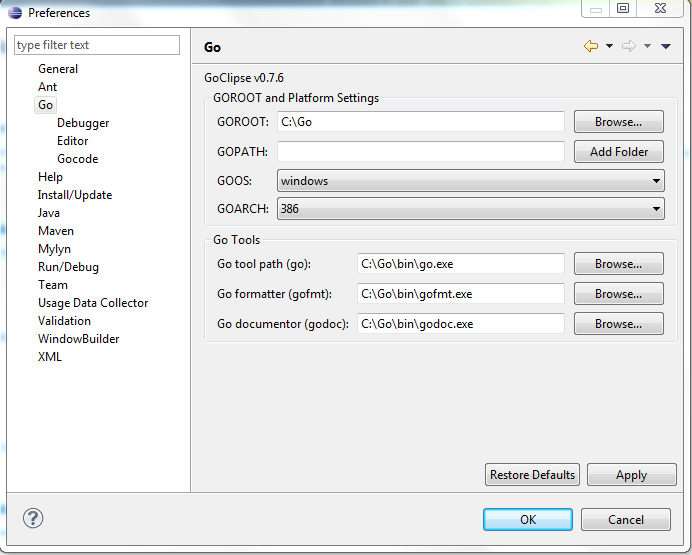 Preferences
type filter text
General
Ant
Go
Debugger
Editor
Gocode
Help
Install/Update
Java
Maven
Mylyn
Run/Debug
Team
Usage Data Collector
Validation
WindowBuilder
XML
Go
GoClipse v0.7.6
GOROOT and Platform Settings
GOROOT: C:\Go Browse...
GOPATH: Add Folder
GOOS: windows
GOARCH: 386
Go Tools
Go tool path (go): C:\Go\bin\go.exe Browse...
Go formatter (gofmt): C:\Go\bin\gofmt.exe Browse...
Go documentor (godoc): C:\Go\bin\godoc.exe Browse...
Restore Defaults Apply
? OK Cancel